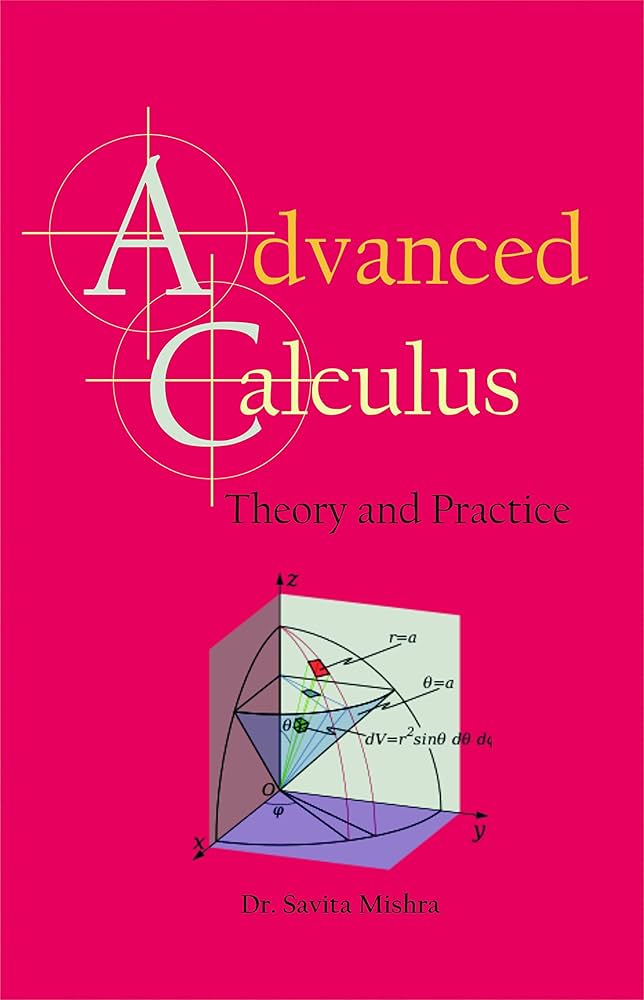 Advanced
Calculus
Theory and Practice
z
r=a
θ=a
θ
dV=r²sinθ dθ dφ
O
φ
y
x
Dr. Savita Mishra